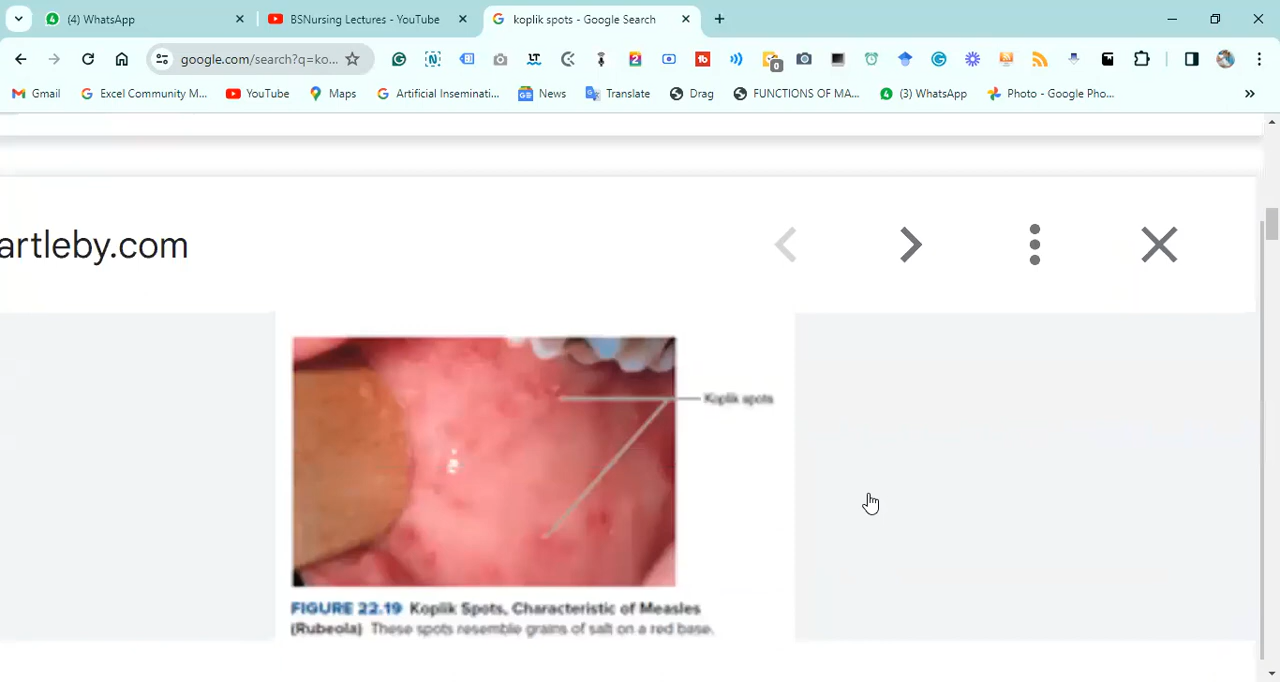 (4) WhatsApp
BSNursing Lectures - YouTube
koplik spots - Google Search
google.com/search?q=ko...
0
Gmail
Excel Community M...
YouTube
Maps
Artificial Inseminati...
News
Translate
Drag
FUNCTIONS OF MA...
(3) WhatsApp
Photo - Google Pho...
artleby.com
Koplik spots
FIGURE 22.19 Koplik Spots, Characteristic of Measles
(Rubeola) These spots resemble grains of salt on a red base.